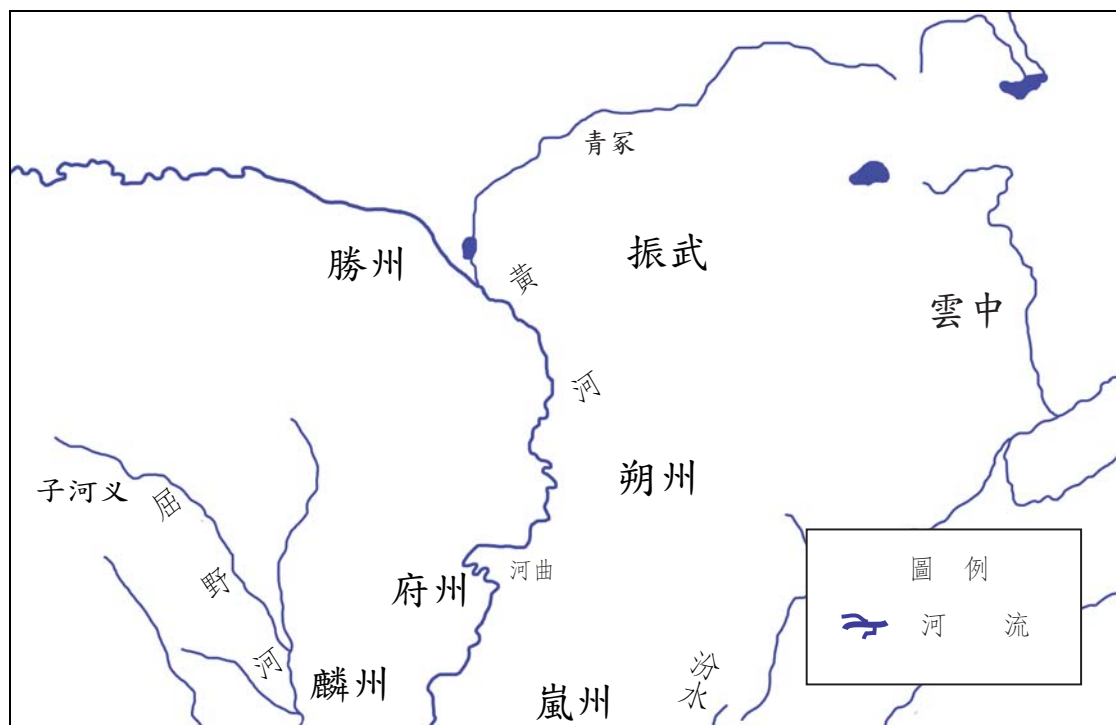 青冢
勝州
振武
黃河
雲中
朔州
子河义
屈野河
河曲
府州
麟州
嵐州
汾水
圖 例
河 流